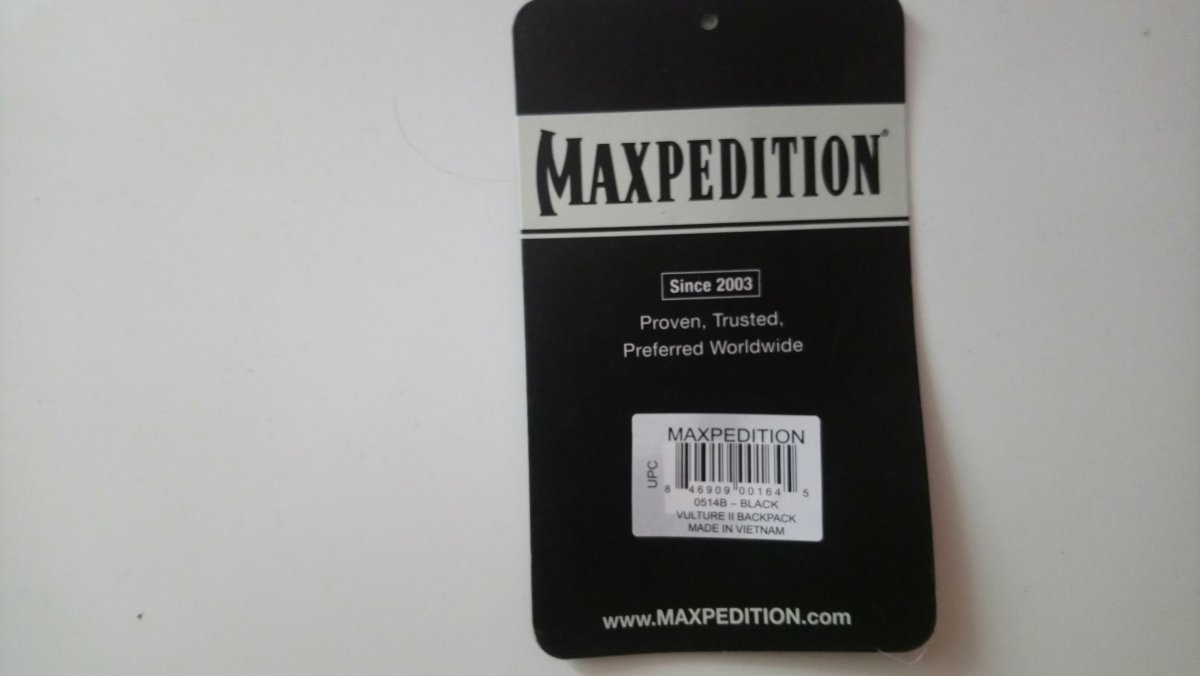 MAXPEDITION®
Since 2003
Proven, Trusted,
Preferred Worldwide
MAXPEDITION
UPC
8 46909 00164 5
0514B – BLACK
VULTURE II BACKPACK
MADE IN VIETNAM
www.MAXPEDITION.com